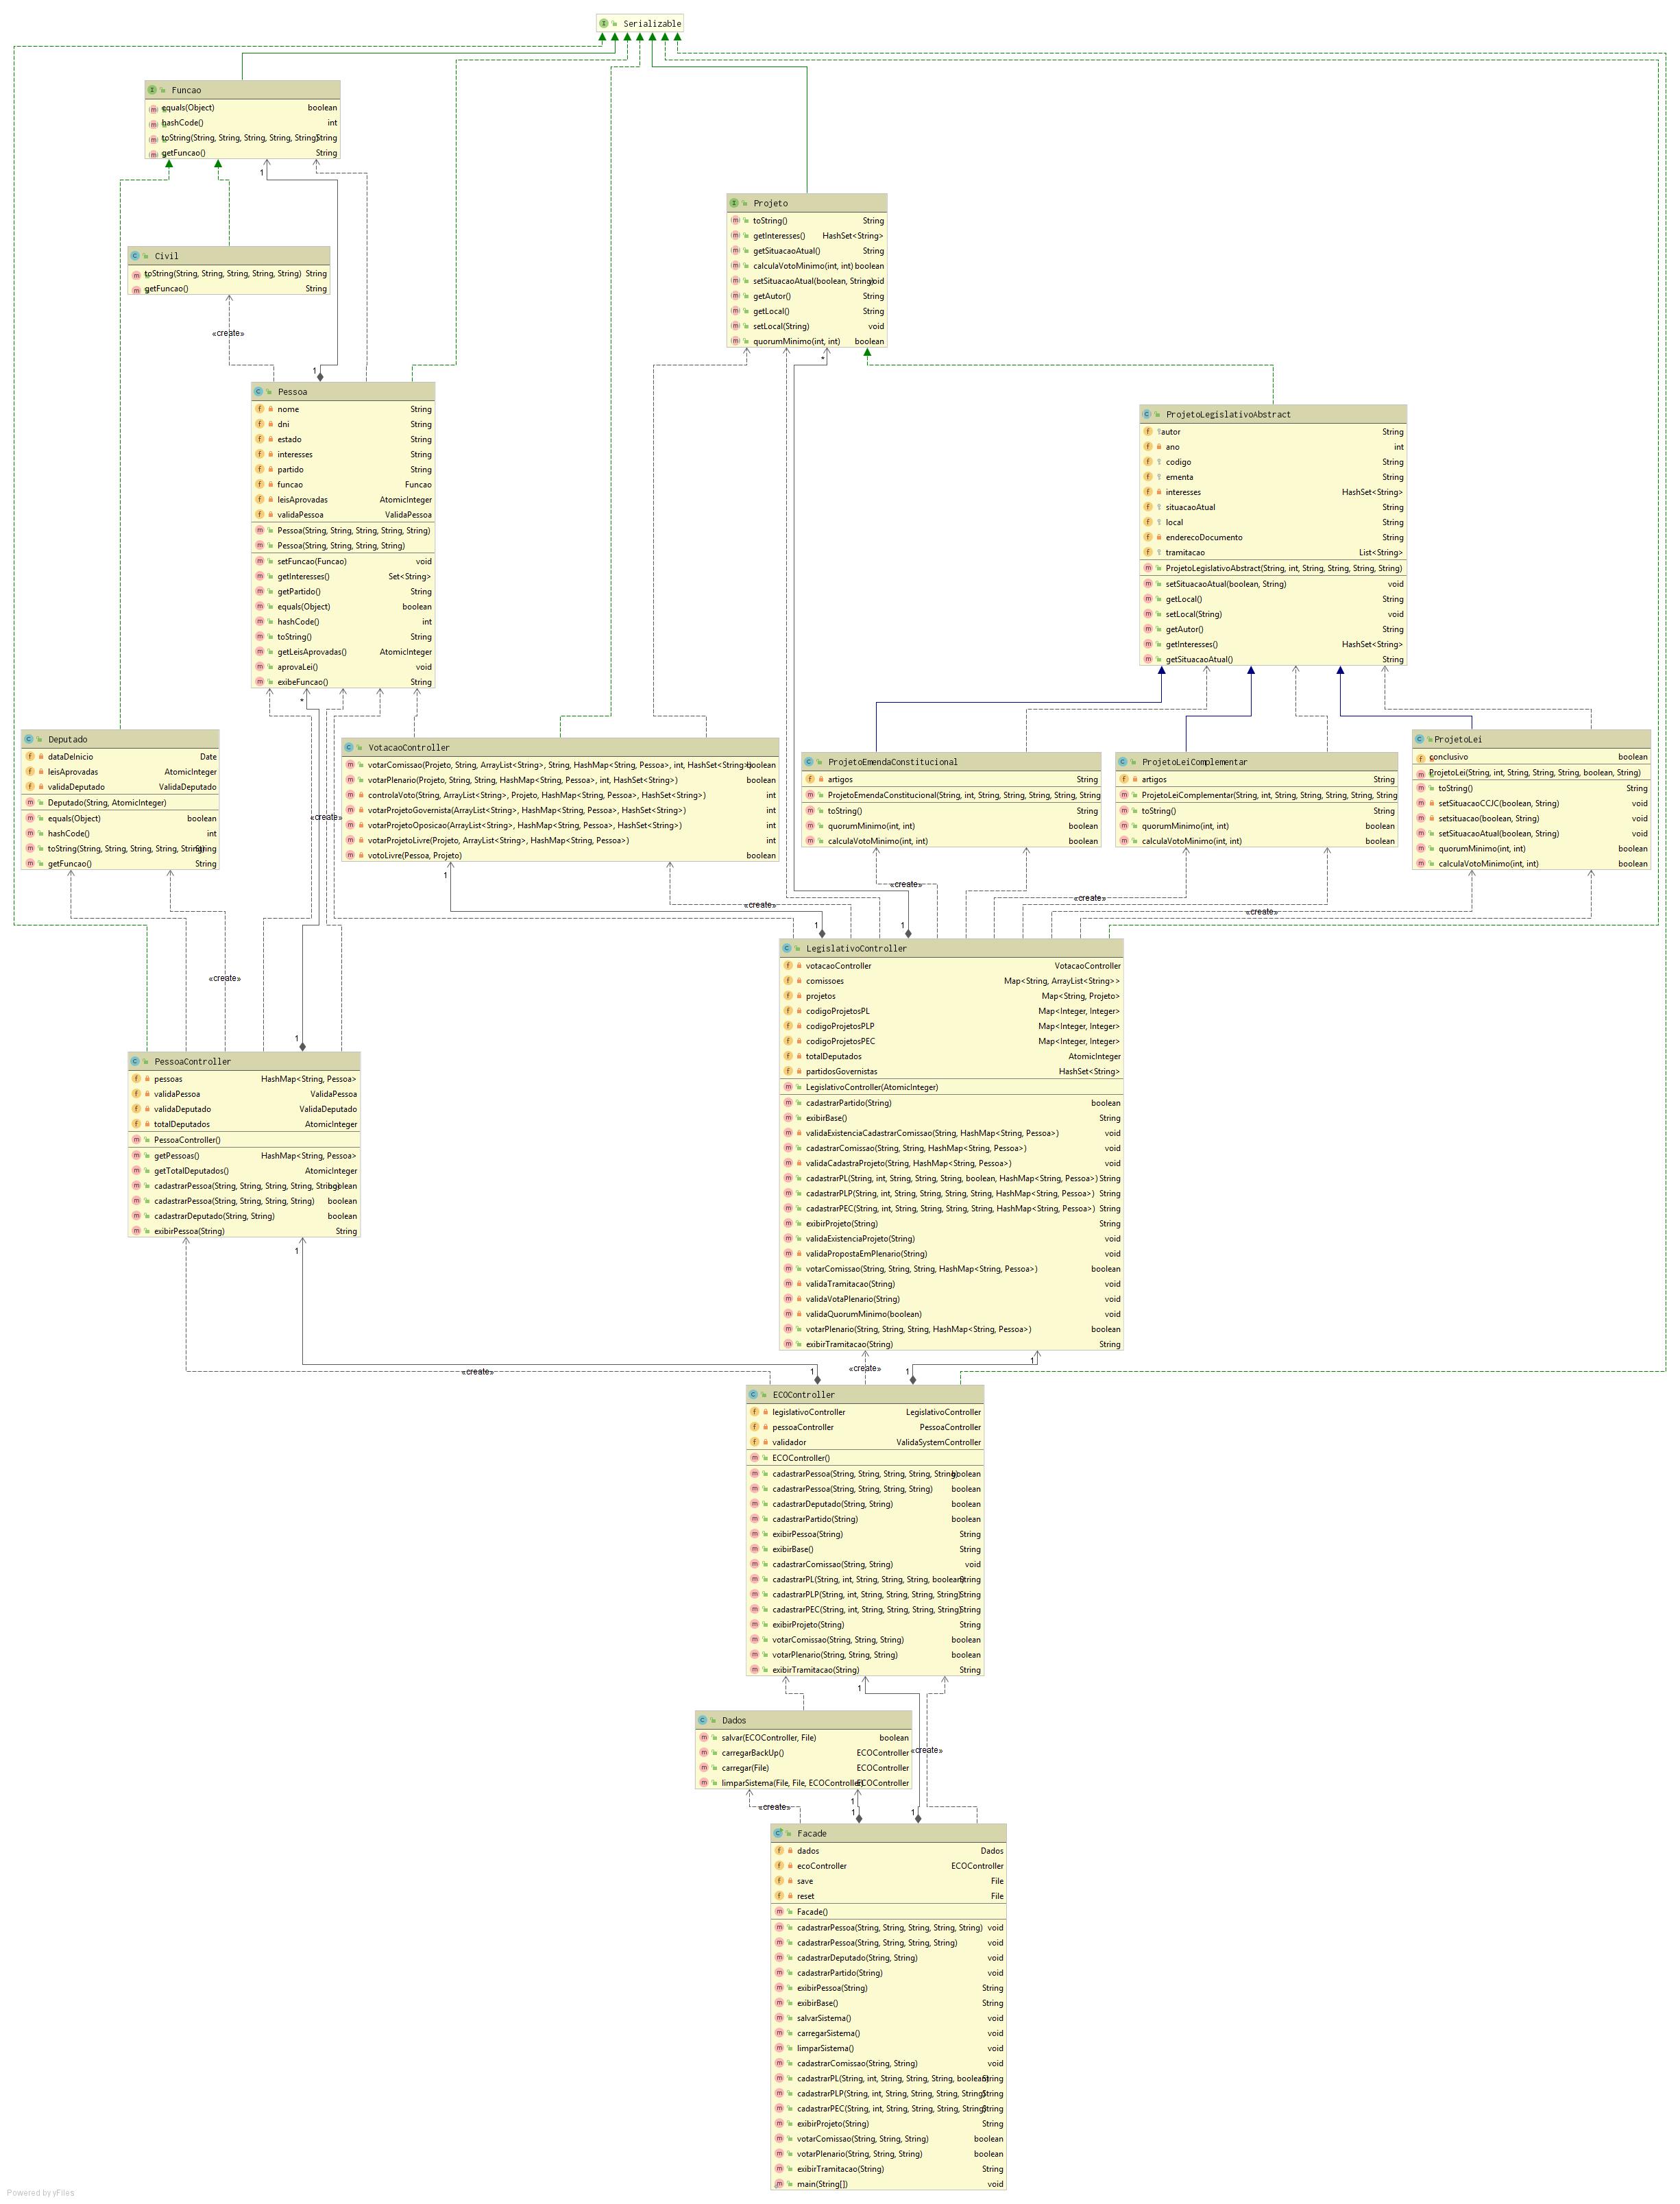 Serializable
Funcao
equals(Object) boolean
hashCode() int
toString(String, String, String, String, String) String
getFuncao() String
1
Projeto
toString() String
getInteresses() HashSet<String>
getSituacaoAtual() String
calculaVotoMinimo(int, int) boolean
setSituacaoAtual(boolean, String) void
getAutor() String
getLocal() String
setLocal(String) void
quorumMinimo(int, int) boolean
*
Civil
toString(String, String, String, String, String) String
getFuncao() String
«create»
1
Pessoa
nome String
dni String
estado String
interesses String
partido String
funcao Funcao
leisAprovadas AtomicInteger
validaPessoa ValidaPessoa
Pessoa(String, String, String, String, String)
Pessoa(String, String, String, String)
setFuncao(Funcao) void
getInteresses() Set<String>
getPartido() String
equals(Object) boolean
hashCode() int
toString() String
getLeisAprovadas() AtomicInteger
aprovaLei() void
exibeFuncao() String
*
ProjetoLegislativoAbstract
autor String
ano int
codigo String
ementa String
interesses HashSet<String>
situacaoAtual String
local String
enderecoDocumento String
tramitacao List<String>
ProjetoLegislativoAbstract(String, int, String, String, String, String)
setSituacaoAtual(boolean, String) void
getLocal() String
setLocal(String) void
getAutor() String
getInteresses() HashSet<String>
getSituacaoAtual() String
Deputado
dataDeInicio Date
leisAprovadas AtomicInteger
validaDeputado ValidaDeputado
Deputado(String, AtomicInteger)
equals(Object) boolean
hashCode() int
toString(String, String, String, String, String) String
getFuncao() String
«create»
VotacaoController
votarComissao(Projeto, String, ArrayList<String>, String, HashMap<String, Pessoa>, int, HashSet<String>) boolean
votarPlenario(Projeto, String, String, HashMap<String, Pessoa>, int, HashSet<String>) boolean
controlaVoto(String, ArrayList<String>, Projeto, HashMap<String, Pessoa>, HashSet<String>) int
votarProjetoGovernista(ArrayList<String>, HashMap<String, Pessoa>, HashSet<String>) int
votarProjetoOposicao(ArrayList<String>, HashMap<String, Pessoa>, HashSet<String>) int
votarProjetoLivre(Projeto, ArrayList<String>, HashMap<String, Pessoa>) int
votoLivre(Pessoa, Projeto) boolean
1
ProjetoEmendaConstitucional
artigos String
ProjetoEmendaConstitucional(String, int, String, String, String, String, String
toString() String
quorumMinimo(int, int) boolean
calculaVotoMinimo(int, int) boolean
ProjetoLeiComplementar
artigos String
ProjetoLeiComplementar(String, int, String, String, String, String, String
toString() String
quorumMinimo(int, int) boolean
calculaVotoMinimo(int, int) boolean
ProjetoLei
conclusivo boolean
ProjetoLei(String, int, String, String, String, boolean, String)
toString() String
setSituacaoCCJC(boolean, String) void
setsituacao(boolean, String) void
setSituacaoAtual(boolean, String) void
quorumMinimo(int, int) boolean
calculaVotoMinimo(int, int) boolean
«create»
«create»
«create»
«create»
1
1
LegislativoController
votacaoController VotacaoController
comissoes Map<String, ArrayList<String>>
projetos Map<String, Projeto>
codigoProjetosPL Map<Integer, Integer>
codigoProjetosPLP Map<Integer, Integer>
codigoProjetosPEC Map<Integer, Integer>
totalDeputados AtomicInteger
partidosGovernistas HashSet<String>
LegislativoController(AtomicInteger)
cadastrarPartido(String) boolean
exibirBase() String
validaExistenciaCadastrarComissao(String, HashMap<String, Pessoa>) void
cadastrarComissao(String, String, HashMap<String, Pessoa>) void
validaCadastraProjeto(String, HashMap<String, Pessoa>) void
cadastrarPL(String, int, String, String, String, boolean, HashMap<String, Pessoa>) String
cadastrarPLP(String, int, String, String, String, String, HashMap<String, Pessoa>) String
cadastrarPEC(String, int, String, String, String, String, HashMap<String, Pessoa>) String
exibirProjeto(String) String
validaExistenciaProjeto(String) void
validaPropostaEmPlenario(String) void
votarComissao(String, String, String, HashMap<String, Pessoa>) boolean
validaTramitacao(String) void
validaVotaPlenario(String) void
validaQuorumMinimo(boolean) void
votarPlenario(String, String, String, HashMap<String, Pessoa>) boolean
exibirTramitacao(String) String
«create»
1
PessoaController
pessoas HashMap<String, Pessoa>
validaPessoa ValidaPessoa
validaDeputado ValidaDeputado
totalDeputados AtomicInteger
PessoaController()
getPessoas() HashMap<String, Pessoa>
getTotalDeputados() AtomicInteger
cadastrarPessoa(String, String, String, String, String) boolean
cadastrarPessoa(String, String, String, String) boolean
cadastrarDeputado(String, String) boolean
exibirPessoa(String) String
1
«create»
1
«create»
1
1
ECOController
legislativoController LegislativoController
pessoaController PessoaController
validador ValidaSystemController
ECOController()
cadastrarPessoa(String, String, String, String, String) boolean
cadastrarPessoa(String, String, String, String) boolean
cadastrarDeputado(String, String) boolean
cadastrarPartido(String) boolean
exibirPessoa(String) String
exibirBase() String
cadastrarComissao(String, String) void
cadastrarPL(String, int, String, String, String, boolean) String
cadastrarPLP(String, int, String, String, String, String) String
cadastrarPEC(String, int, String, String, String, String) String
exibirProjeto(String) String
votarComissao(String, String, String) boolean
votarPlenario(String, String, String) boolean
exibirTramitacao(String) String
1
Dados
salvar(ECOController, File) boolean
carregarBackUp() ECOController
carregar(File) ECOController
limparSistema(File, File, ECOController) ECOController
«create»
«create»
1
1
1
Facade
dados Dados
ecoController ECOController
save File
reset File
Facade()
cadastrarPessoa(String, String, String, String, String) void
cadastrarPessoa(String, String, String, String) void
cadastrarDeputado(String, String) void
cadastrarPartido(String) void
exibirPessoa(String) String
exibirBase() String
salvarSistema() void
carregarSistema() void
limparSistema() void
cadastrarComissao(String, String) void
cadastrarPL(String, int, String, String, String, boolean) String
cadastrarPLP(String, int, String, String, String, String) String
cadastrarPEC(String, int, String, String, String, String) String
exibirProjeto(String) String
votarComissao(String, String, String) boolean
votarPlenario(String, String, String) boolean
exibirTramitacao(String) String
main(String[]) void
Powered by yFiles